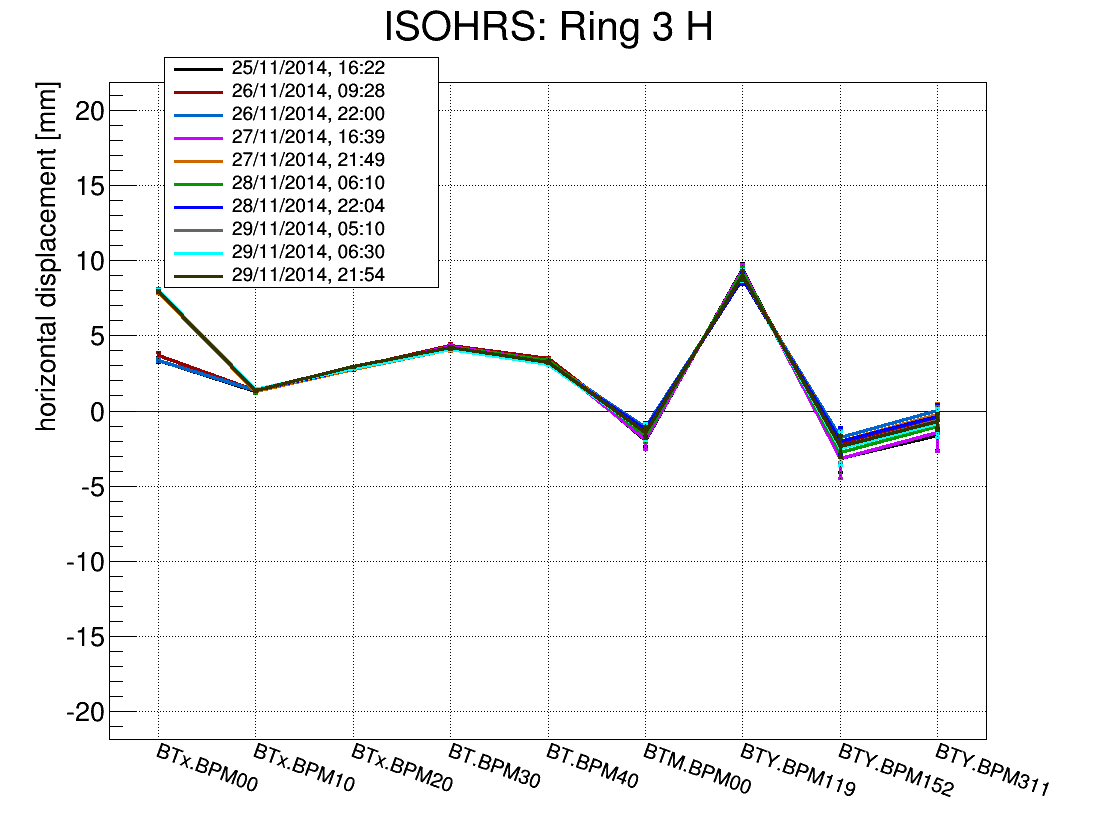 ISOHRS: Ring 3 H
25/11/2014, 16:22
26/11/2014, 09:28
26/11/2014, 22:00
27/11/2014, 16:39
27/11/2014, 21:49
28/11/2014, 06:10
28/11/2014, 22:04
29/11/2014, 05:10
29/11/2014, 06:30
29/11/2014, 21:54
horizontal displacement [mm]
20
15
10
5
0
-5
-10
-15
-20
BTx.BPM00
BTx.BPM10
BTx.BPM20
BT.BPM30
BT.BPM40
BTM.BPM00
BTY.BPM119
BTY.BPM152
BTY.BPM311